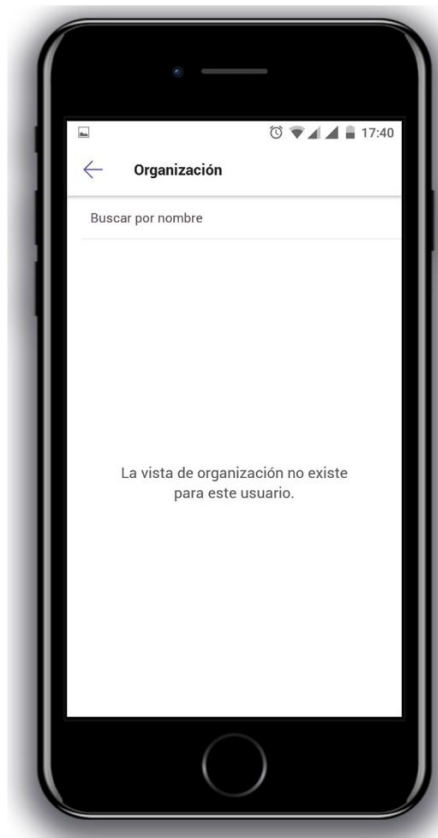 17:40
Organización
Buscar por nombre
La vista de organización no existe
para este usuario.